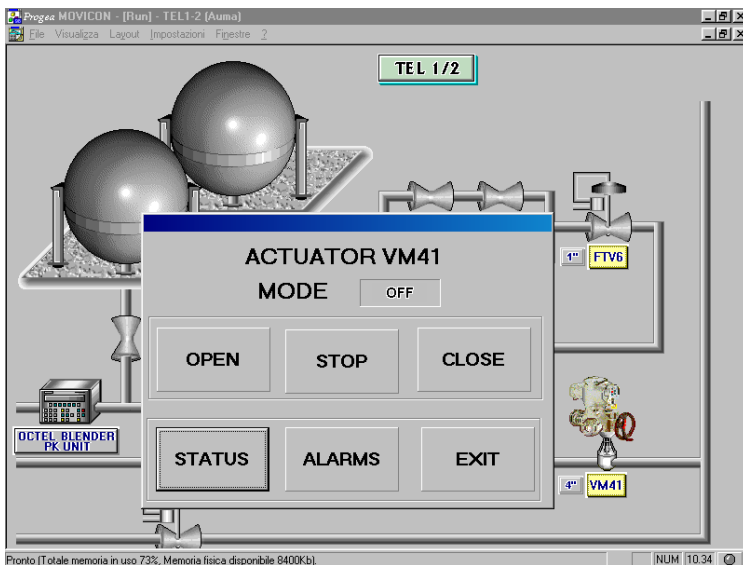 Progea MOVICON - [Run] - TEL1-2 (Auma)
File Visualizza Layout Impostazioni Finestre ?
TEL 1/2
ACTUATOR VM41
MODE OFF
1" FTV6
OPEN STOP CLOSE
OCTEL BLENDER
PK UNIT
STATUS ALARMS EXIT
4" VM41
Pronto (Totale memoria in uso 73%, Memoria fisica disponibile 8400Kb). NUM 10.34